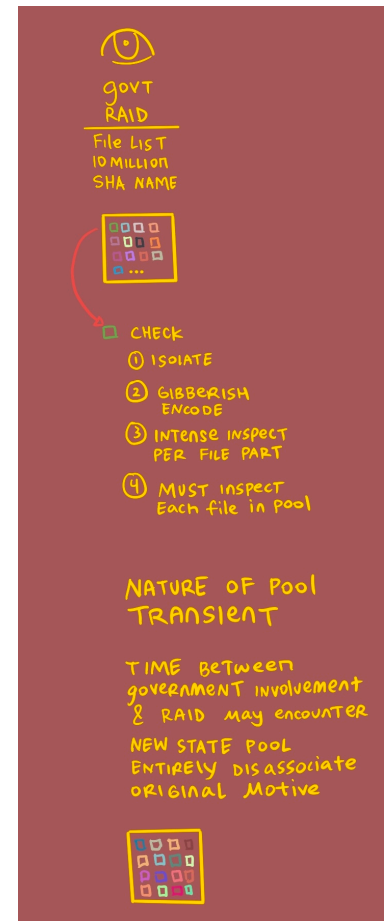 govt
RAID
File LIST
10 MILLION
SHA NAME
...
CHECK
① ISOLATE
② GIBBERISH
ENCODE
③ INTENSE INSPECT
PER FILE PART
④ MUST INSPECT
Each file in pool
NATURE OF Pool
TRANSIENT
TIME BETWEEN
government INVOLVEMENT
& RAID may encounter
NEW STATE POOL
ENTIRELY DISASSOCIATE
ORIGINAL MOTIVE